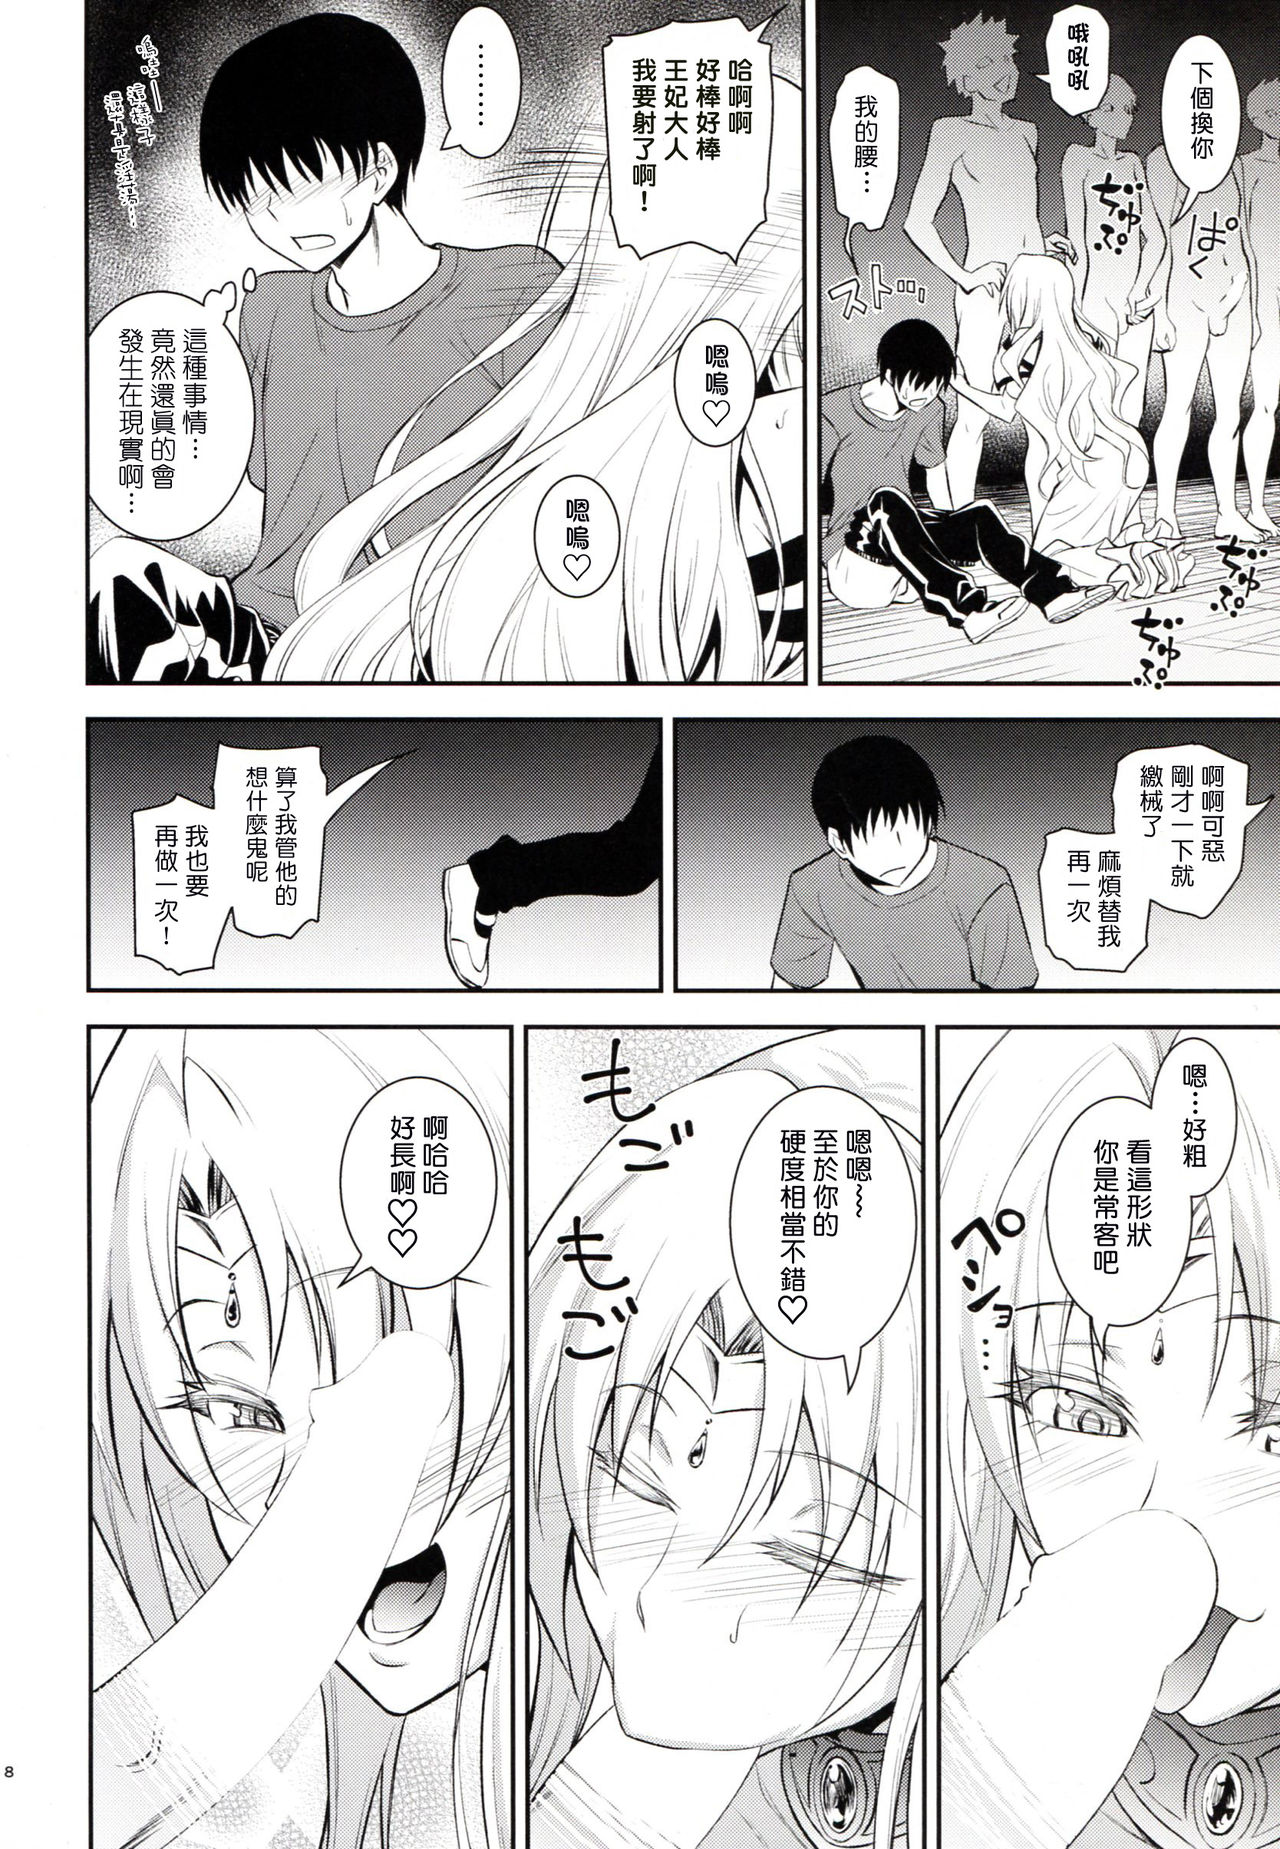 下個換你
哦吼吼
我的腰…
ぢゅぷ
ぱく
ストッ
ぢゅぷ
ぢゅぷ
哈啊啊
好棒好棒
王妃大人
我要射了啊！
………
嗯嗚♡
嗯嗚♡
嗚哇——
這樣子
還真是淫蕩…
這種事情…
竟然還眞的會
發生在現實啊…
啊啊可惡
剛才一下就
繳械了
麻煩替我
再一次
算了我管他的
想什麼鬼呢
我也要
再做一次！
嗯…好粗
看這形狀
你是常客吧
ペショ…
嗯嗯~
至於你的
硬度相當不錯♡
もご
もご
啊哈哈
好長啊♡♡
8